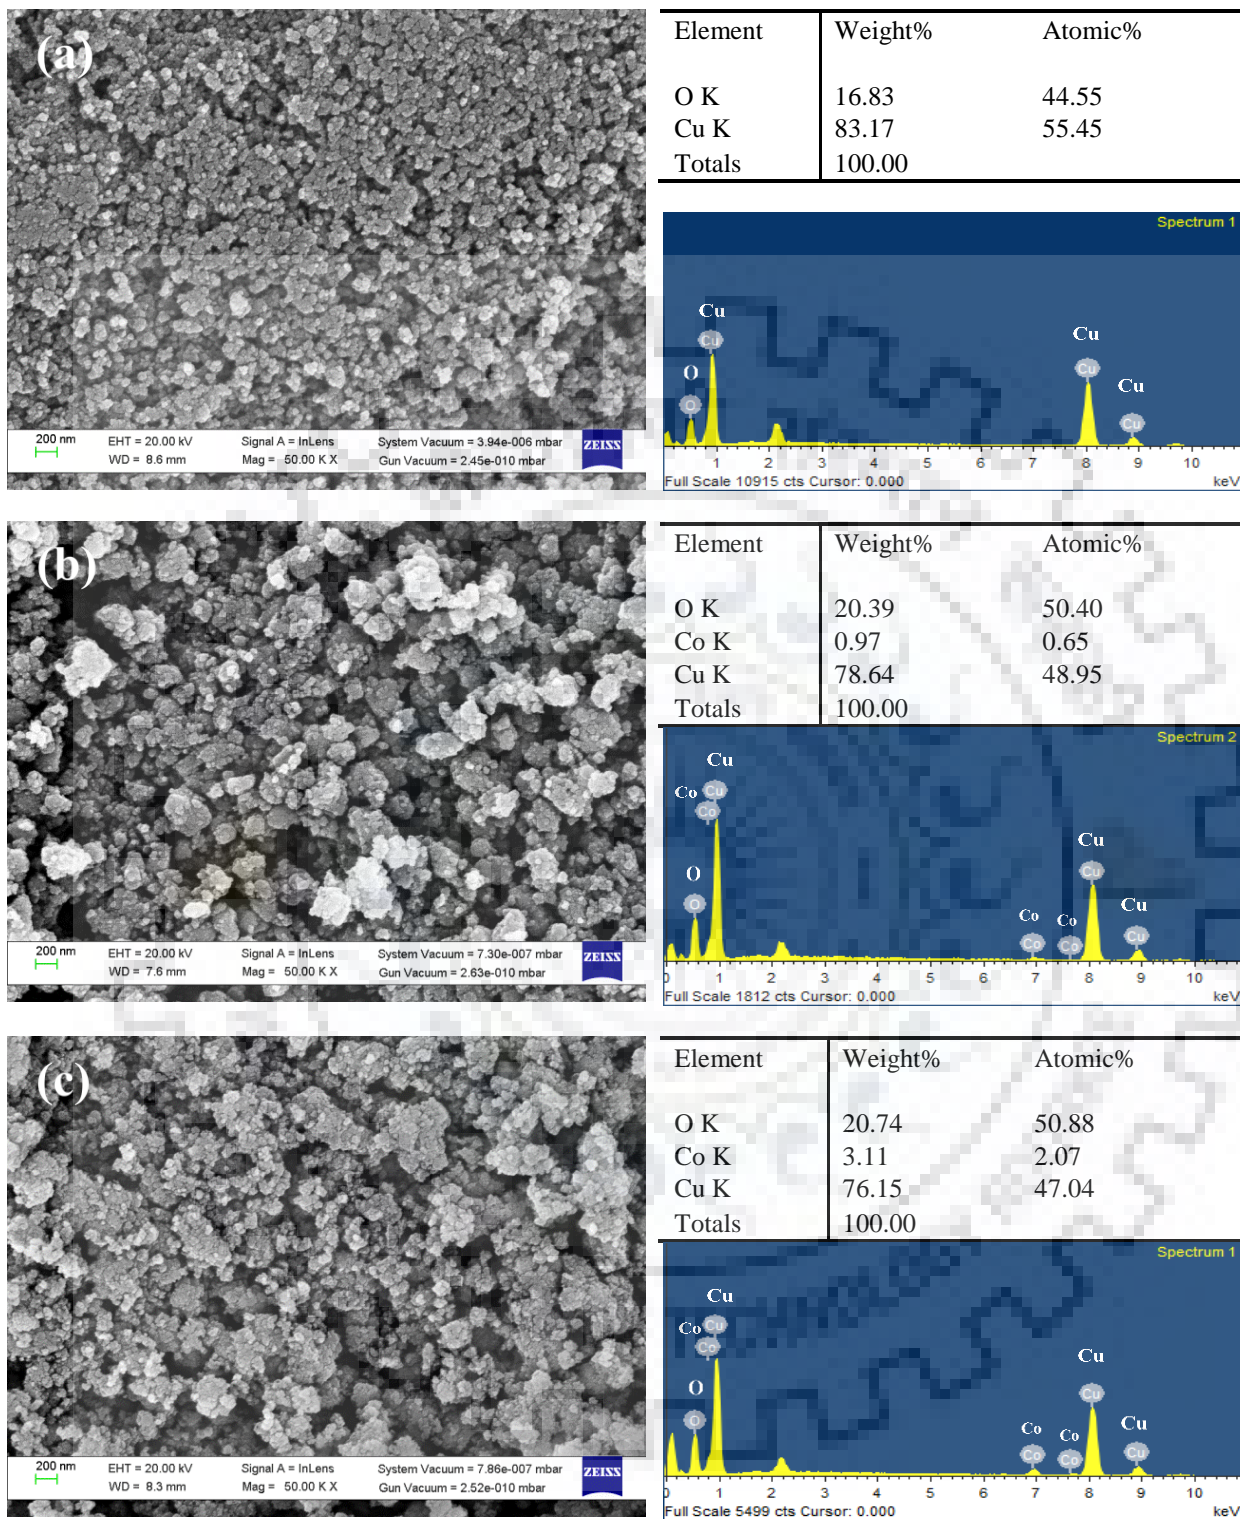 (a)
200 nm EHT = 20.00 kV Signal A = InLens System Vacuum = 3.94e-006 mbar ZEISS
WD = 8.6 mm Mag = 50.00 K X Gun Vacuum = 2.45e-010 mbar
Element Weight% Atomic%
O K 16.83 44.55
Cu K 83.17 55.45
Totals 100.00
Spectrum 1
Cu
Cu
Cu
Cu
O
Cu
O
Cu
1 2 3 4 5 6 7 8 9 10
Full Scale 10915 cts Cursor: 0.000 keV
(b)
200 nm EHT = 20.00 kV Signal A = InLens System Vacuum = 7.30e-007 mbar ZEISS
WD = 7.6 mm Mag = 50.00 K X Gun Vacuum = 2.63e-010 mbar
Element Weight% Atomic%
O K 20.39 50.40
Co K 0.97 0.65
Cu K 78.64 48.95
Totals 100.00
Spectrum 2
Cu
Co Cu
Co
Cu
O Cu
O Co Co Cu
Co Co Cu
0 1 2 3 4 5 6 7 8 9 10
Full Scale 1812 cts Cursor: 0.000 keV
(c)
200 nm EHT = 20.00 kV Signal A = InLens System Vacuum = 7.86e-007 mbar ZEISS
WD = 8.3 mm Mag = 50.00 K X Gun Vacuum = 2.52e-010 mbar
Element Weight% Atomic%
O K 20.74 50.88
Co K 3.11 2.07
Cu K 76.15 47.04
Totals 100.00
Spectrum 1
Cu
Co Cu
Co
Cu
O Cu
O Co Co Cu
Co Co Cu
0 1 2 3 4 5 6 7 8 9 10
Full Scale 5499 cts Cursor: 0.000 keV